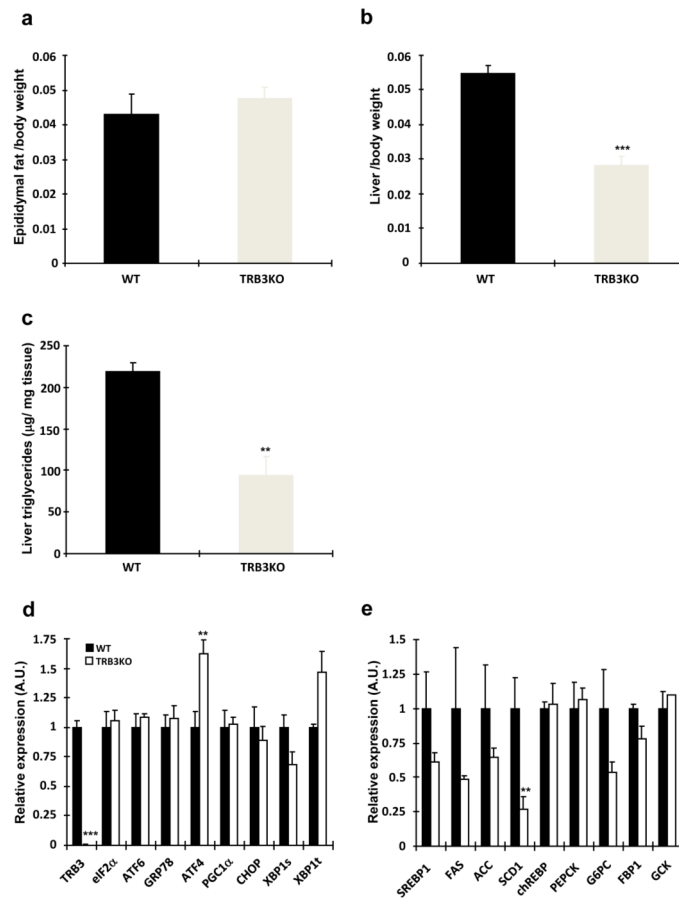 a
0.06
0.05
0.04
0.03
0.02
0.01
0
Epididymal fat /body weight
WT
TRB3KO
b
0.06
0.05
0.04
0.03
0.02
0.01
0
Liver /body weight
***
WT
TRB3KO
c
250
200
150
100
50
0
Liver triglycerides (µg/ mg tissue)
**
WT
TRB3KO
d
1.75
1.5
1.25
1
0.75
0.5
0.25
0
Relative expression (A.U.)
WT
TRB3KO
**
***
TRB3
eIF2α
ATF6
GRP78
ATF4
PGC1α
CHOP
XBP1s
XBP1t
e
1.5
1.25
1
0.75
0.5
0.25
0
Relative expression (A.U.)
**
SREBP1
FAS
ACC
SCD1
chREBP
PEPCK
G6PC
FBP1
GCK